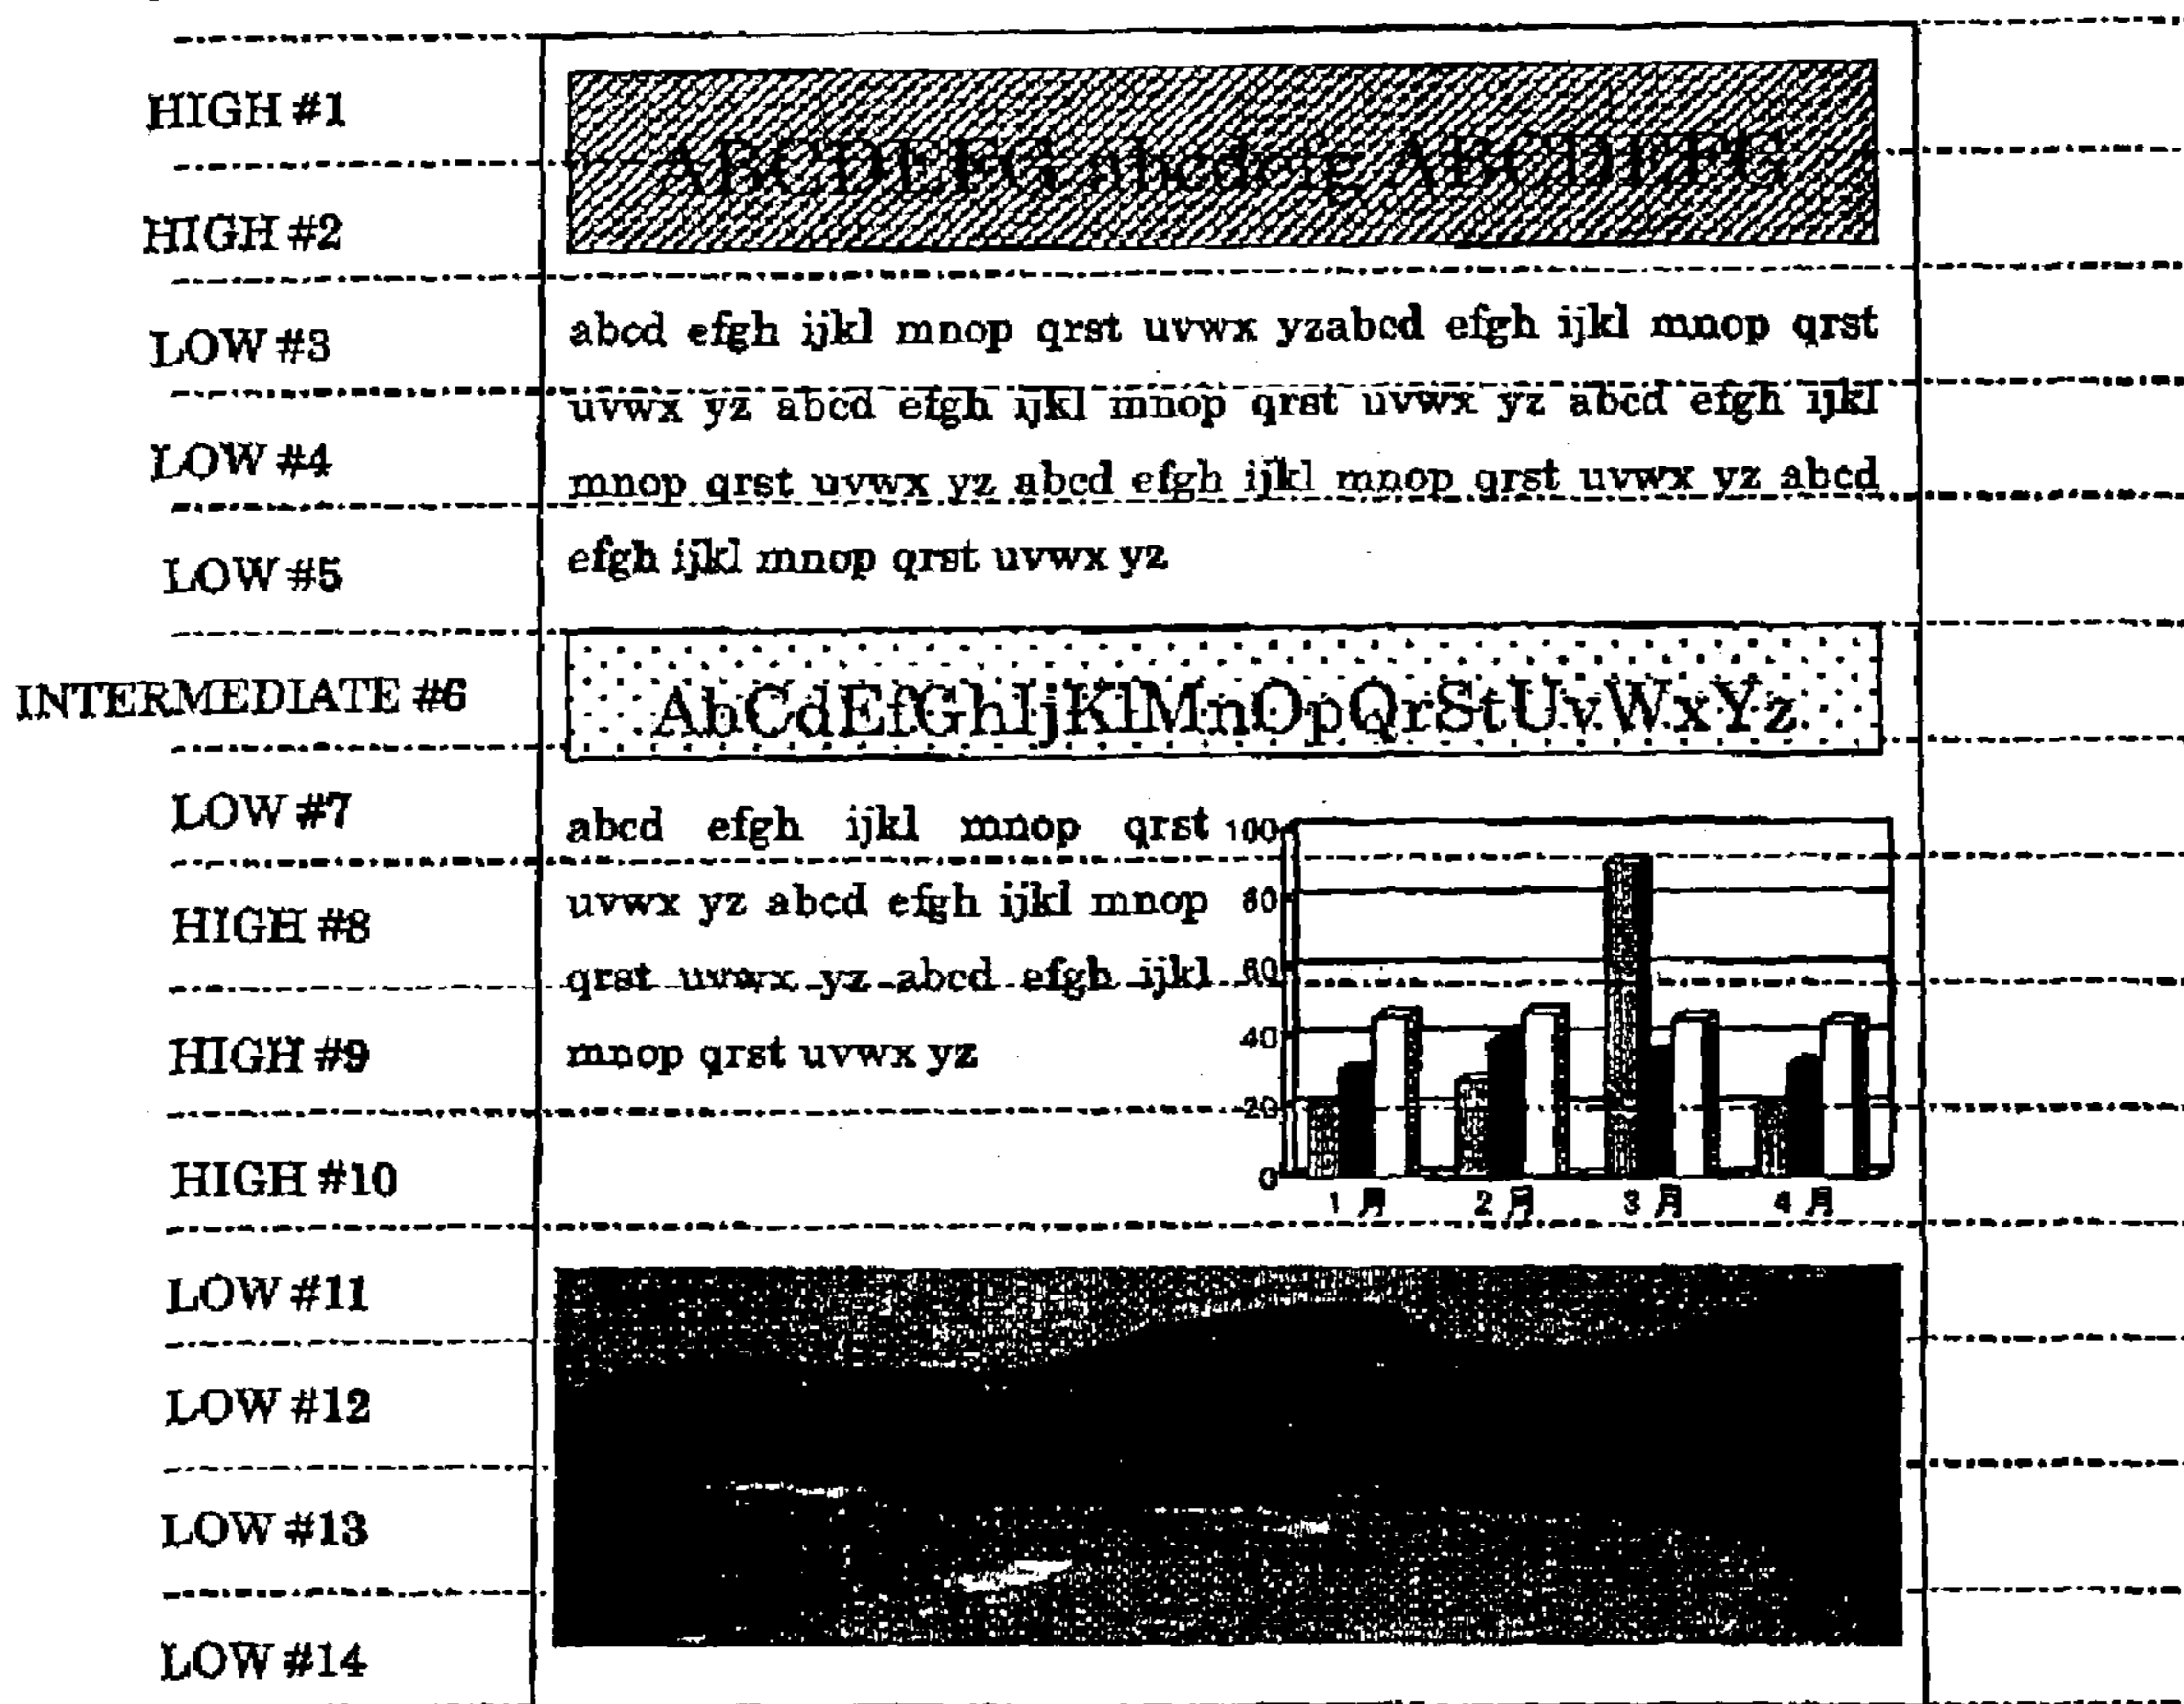 HIGH #1
ABCDEFG abcdefg ABCDEFG
HIGH #2
LOW #3
abcd efgh ijkl mnop qrst uvwx yzabcd efgh ijkl mnop qrst
uvwx yz abcd efgh ijkl mnop qrst uvwx yz abcd efgh ijkl
LOW #4
mnop qrst uvwx yz abcd efgh ijkl mnop qrst uvwx yz abcd
LOW #5
efgh ijkl mnop qrst uvwx yz
INTERMEDIATE #6
AbCdEfGhIjKlMnOpQrStUvWxYz
LOW #7
abcd efgh ijkl mnop qrst
HIGH #8
uvwx yz abcd efgh ijkl mnop
qrst uvwx yz abcd efgh ijkl
HIGH #9
mnop qrst uvwx yz
HIGH #10
100
80
60
40
20
0
1月 2月 3月 4月
LOW #11
LOW #12
LOW #13
LOW #14